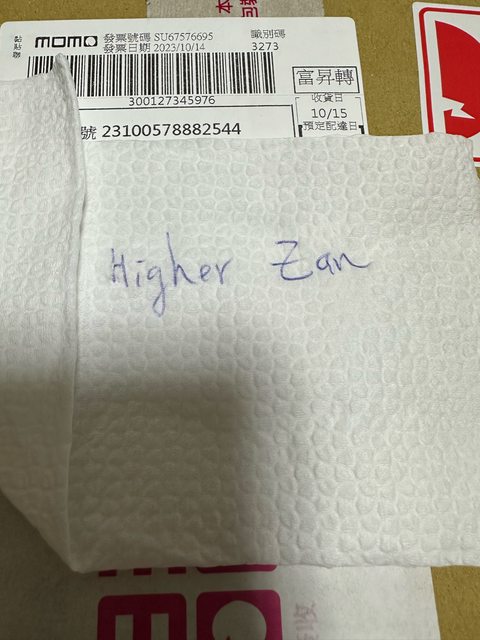 momo 發票號碼 SU67576695 識別碼
發票日期 2023/10/14 3273
富昇轉
300127345976
收貨日
10/15
號 23100578882544
預定配達日
Higher Zan